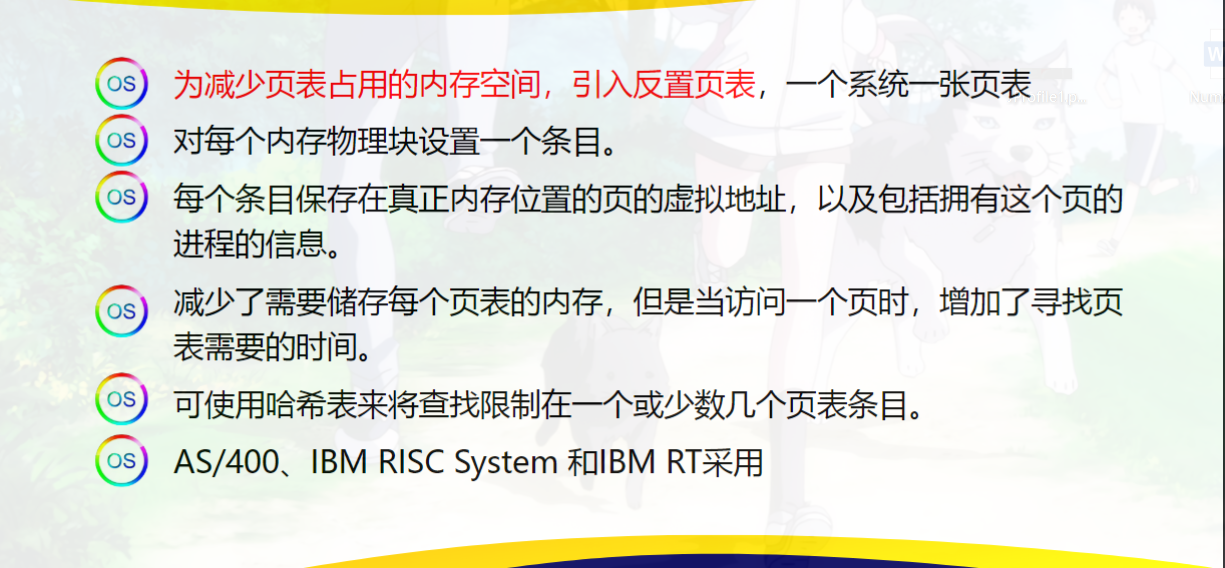 OS 为减少页表占用的内存空间，引入反置页表，一个系统一张页表
OS 对每个内存物理块设置一个条目。
OS 每个条目保存在真正内存位置的页的虚拟地址，以及包括拥有这个页的
进程的信息。
OS 减少了需要储存每个页表的内存，但是当访问一个页时，增加了寻找页
表需要的时间。
OS 可使用哈希表来将查找限制在一个或少数几个页表条目。
OS AS/400、IBM RISC System 和IBM RT采用